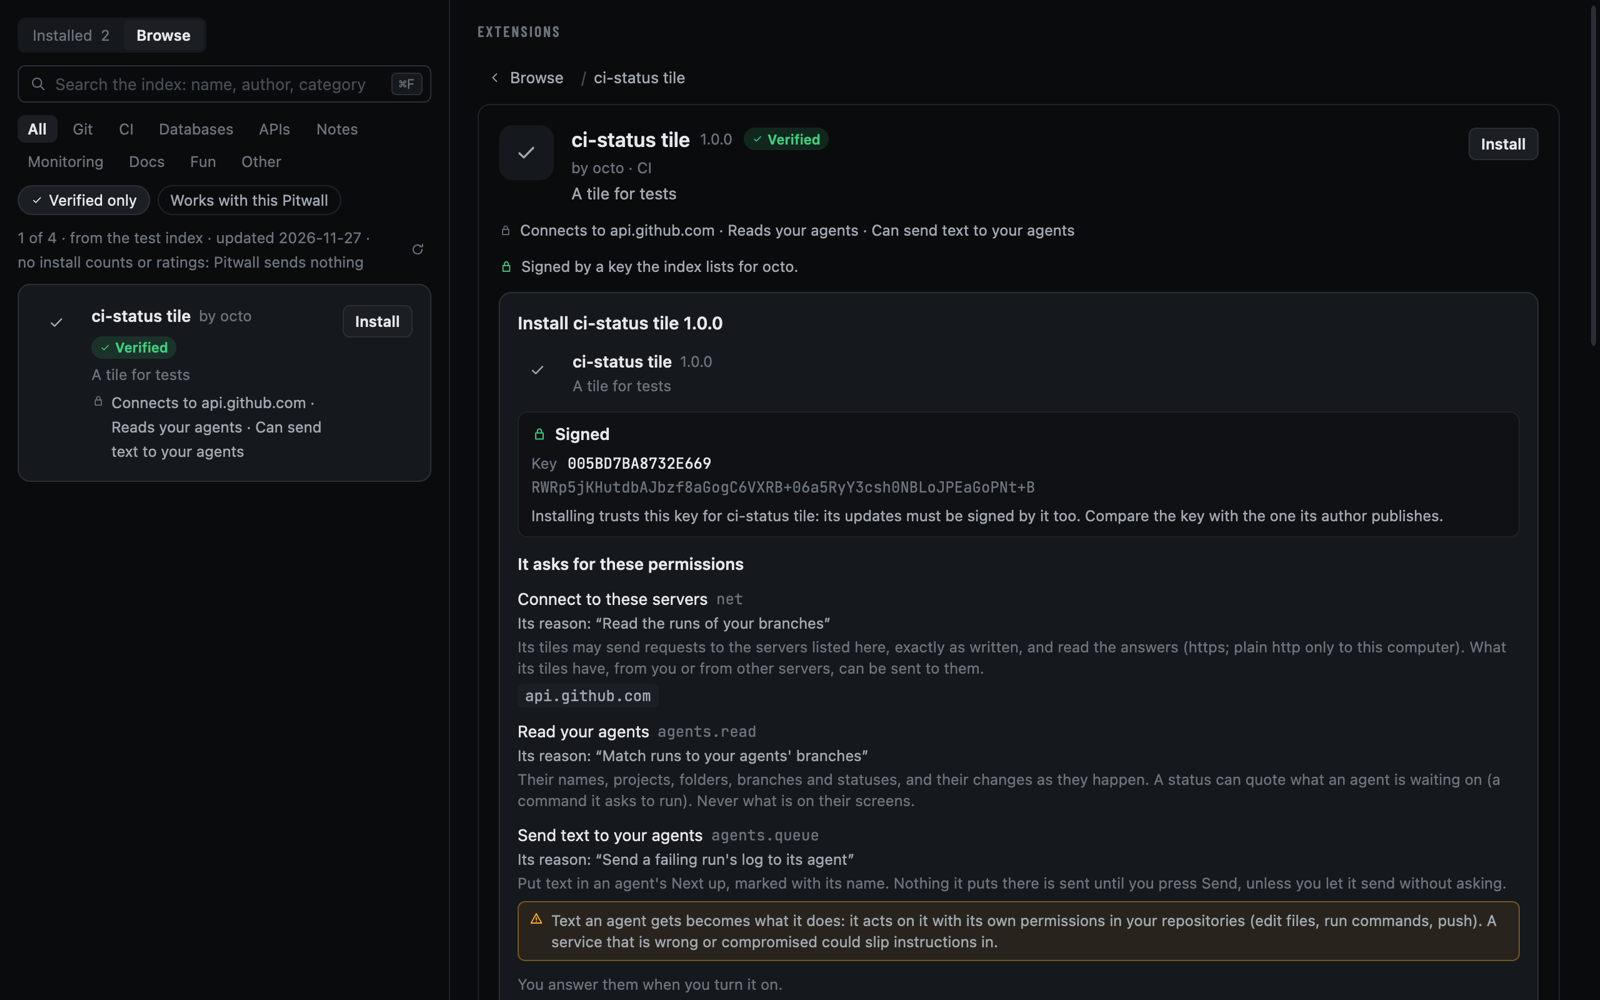 Installed 2 Browse
Search the index: name, author, category ⌘F
All Git CI Databases APIs Notes
Monitoring Docs Fun Other
Verified only Works with this Pitwall
1 of 4 · from the test index · updated 2026-11-27 ·
no install counts or ratings: Pitwall sends nothing
ci-status tile by octo Install
Verified
A tile for tests
Connects to api.github.com ·
Reads your agents · Can send
text to your agents
EXTENSIONS
Browse / ci-status tile
ci-status tile 1.0.0 Verified
by octo · CI
A tile for tests
Install
Connects to api.github.com · Reads your agents · Can send text to your agents
Signed by a key the index lists for octo.
Install ci-status tile 1.0.0
ci-status tile 1.0.0
A tile for tests
Signed
Key 005BD7BA8732E669
RWRp5jKHutdbAJbzf8aGogC6VXRB+06a5RyY3csh0NBLoJPEaGoPNt+B
Installing trusts this key for ci-status tile: its updates must be signed by it too. Compare the key with the one its author publishes.
It asks for these permissions
Connect to these servers net
Its reason: “Read the runs of your branches”
Its tiles may send requests to the servers listed here, exactly as written, and read the answers (https; plain http only to this computer). What
its tiles have, from you or from other servers, can be sent to them.
api.github.com
Read your agents agents.read
Its reason: “Match runs to your agents' branches”
Their names, projects, folders, branches and statuses, and their changes as they happen. A status can quote what an agent is waiting on (a
command it asks to run). Never what is on their screens.
Send text to your agents agents.queue
Its reason: “Send a failing run's log to its agent”
Put text in an agent's Next up, marked with its name. Nothing it puts there is sent until you press Send, unless you let it send without asking.
Text an agent gets becomes what it does: it acts on it with its own permissions in your repositories (edit files, run commands, push). A
service that is wrong or compromised could slip instructions in.
You answer them when you turn it on.